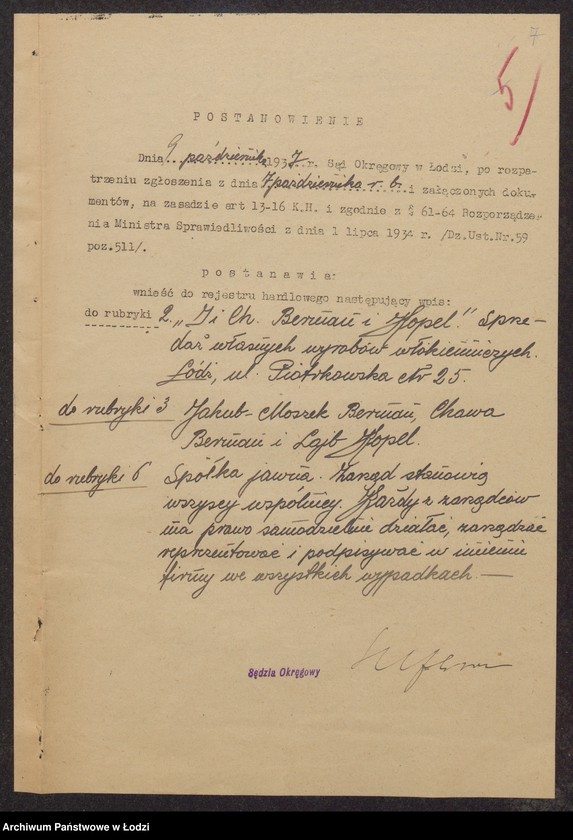 7
5/
POSTANOWIENIE
Dnia 9 października 1937 r. Sąd Okręgowy w Łodzi, po rozpa-
trzeniu zgłoszenia z dnia 7 października r. b. i załączonych doku-
mentów, na zasadzie art 13-16 K.H. i zgodnie z § 61-64 Rozporządze-
nia Ministra Sprawiedliwości z dnia 1 lipca 1934 r. /Dz.Ust.Nr.59
poz.511/.
postanawia:
wnieść do rejestru handlowego następujący wpis:
do rubryki 2. „J i Ch. Berman i Hopel." Sprze-
daż własnych wyrobów włókienniczych.
Łódź, ul. Piotrkowska Nr 25.
do rubryki 3 Jakub-Moszek Berman, Chawa
Berman i Lajb Hopel.
do rubryki 6 Spółka jawna. Zarząd stanowią
wszyscy wspólnicy. Każdy z zarządców
ma prawo samodzielnie działać, zarządzać
reprezentować i podpisywać w imieniu
firmy we wszystkich wypadkach —
Sędzia Okręgowy
Archiwum Państwowe w Łodzi